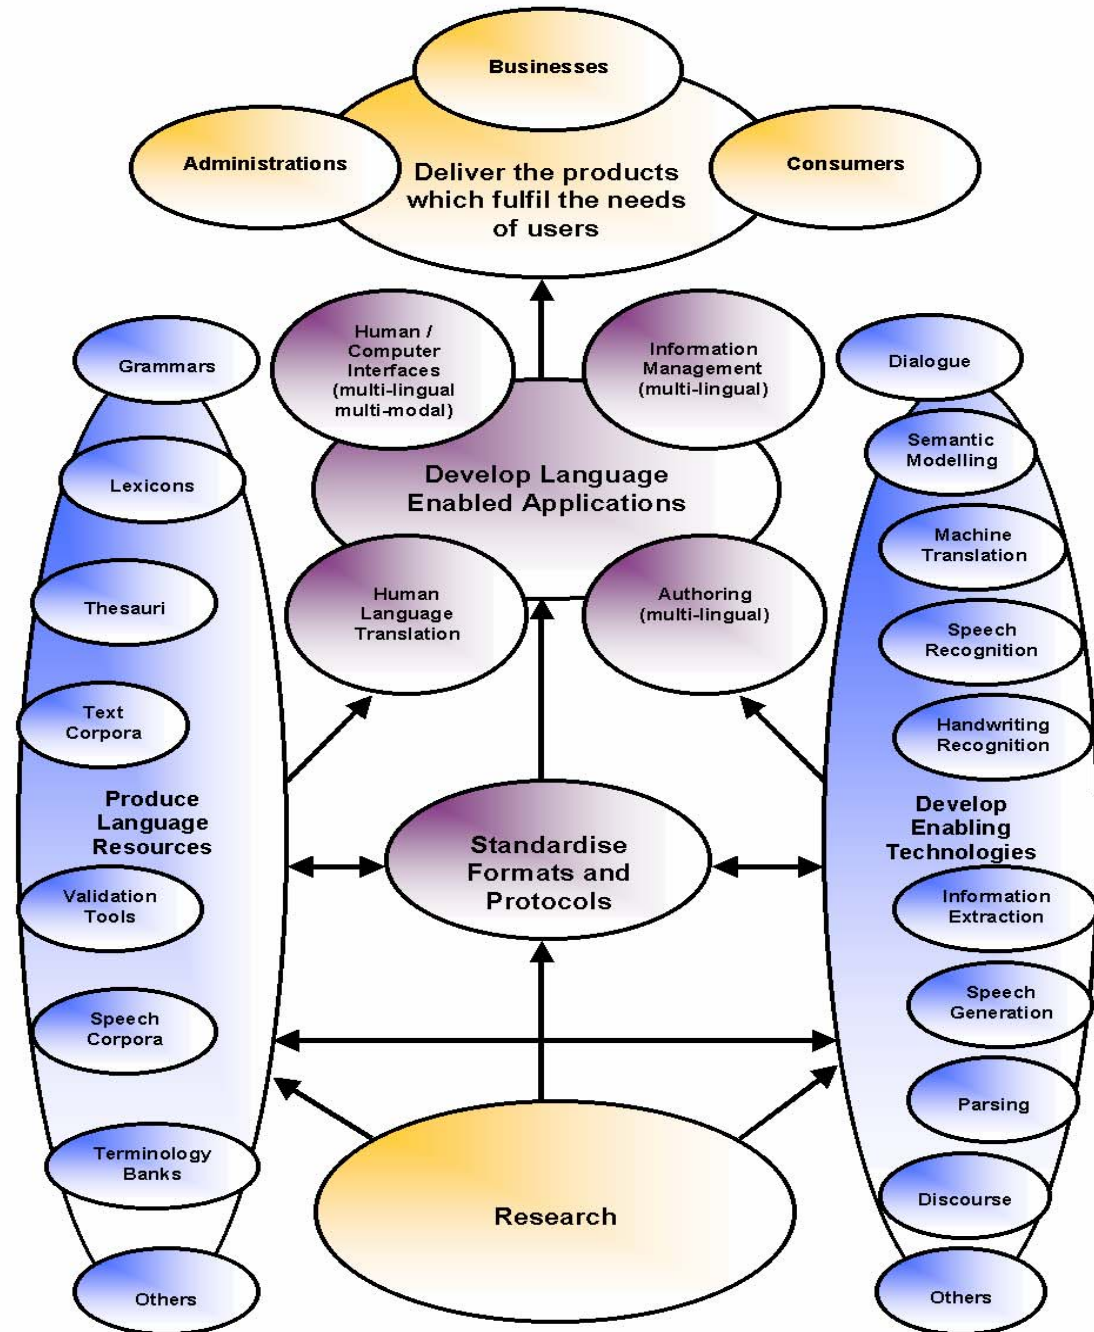 Businesses
Administrations
Consumers
Deliver the products
which fulfil the needs
of users
Human /
Computer
Interfaces
(multi-lingual
multi-modal)
Information
Management
(multi-lingual)
Develop Language
Enabled Applications
Human
Language
Translation
Authoring
(multi-lingual)
Grammars
Lexicons
Thesauri
Text
Corpora
Produce
Language
Resources
Validation
Tools
Speech
Corpora
Terminology
Banks
Others
Standardise
Formats and
Protocols
Research
Dialogue
Semantic
Modelling
Machine
Translation
Speech
Recognition
Handwriting
Recognition
Develop
Enabling
Technologies
Information
Extraction
Speech
Generation
Parsing
Discourse
Others